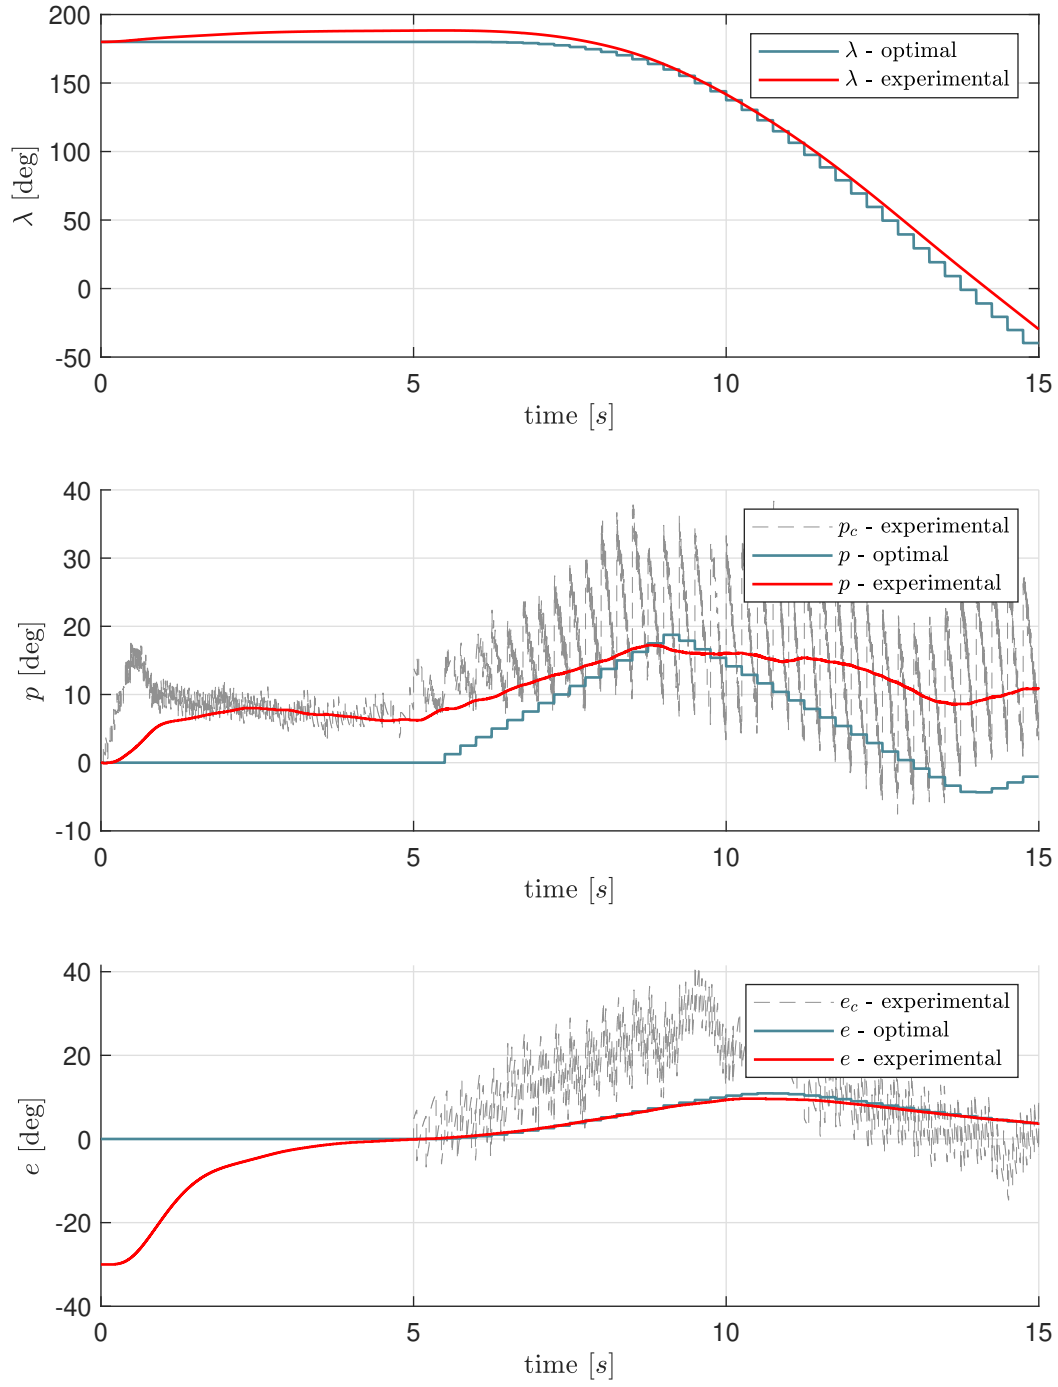 200
150
100
50
0
-50
λ [deg]
λ - optimal
λ - experimental
0 5 10 15
time [s]
40
30
20
10
0
-10
p [deg]
p_c - experimental
p - optimal
p - experimental
0 5 10 15
time [s]
40
20
0
-20
-40
e [deg]
e_c - experimental
e - optimal
e - experimental
0 5 10 15
time [s]